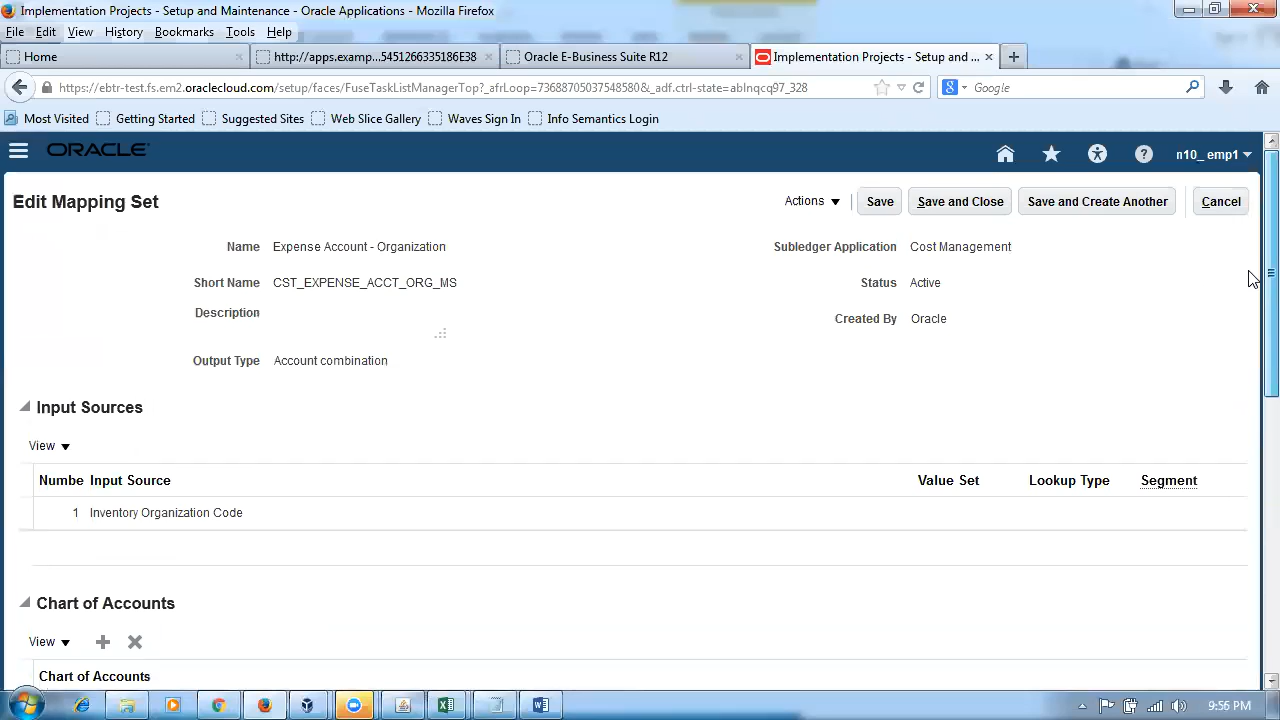 Implementation Projects - Setup and Maintenance - Oracle Applications - Mozilla Firefox
File Edit View History Bookmarks Tools Help
Home http://apps.examp...5451266335186E38 Oracle E-Business Suite R12 Implementation Projects - Setup and ...
https://ebtr-test.fs.em2.oraclecloud.com/setup/faces/FuseTaskListManagerTop?_afrLoop=73688705037548580&_adf.ctrl-state=ablnqcq97_328 Google
Most Visited Getting Started Suggested Sites Web Slice Gallery Waves Sign In Info Semantics Login
ORACLE n10_ emp1
Edit Mapping Set Actions Save Save and Close Save and Create Another Cancel
Name Expense Account - Organization Subledger Application Cost Management
Short Name CST_EXPENSE_ACCT_ORG_MS Status Active
Description Created By Oracle
Output Type Account combination
Input Sources
View
Numbe Input Source Value Set Lookup Type Segment
1 Inventory Organization Code
Chart of Accounts
View
Chart of Accounts
9:56 PM